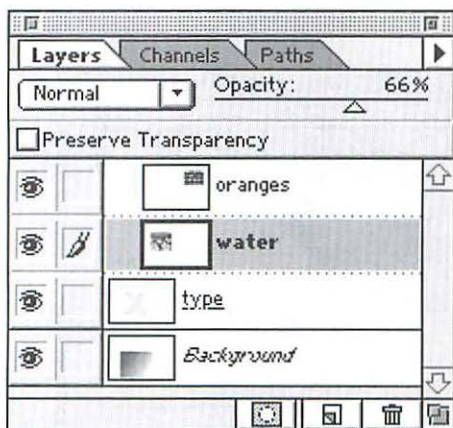 Layers Channels Paths
Normal Opacity: 66%
Preserve Transparency
oranges
water
type
Background